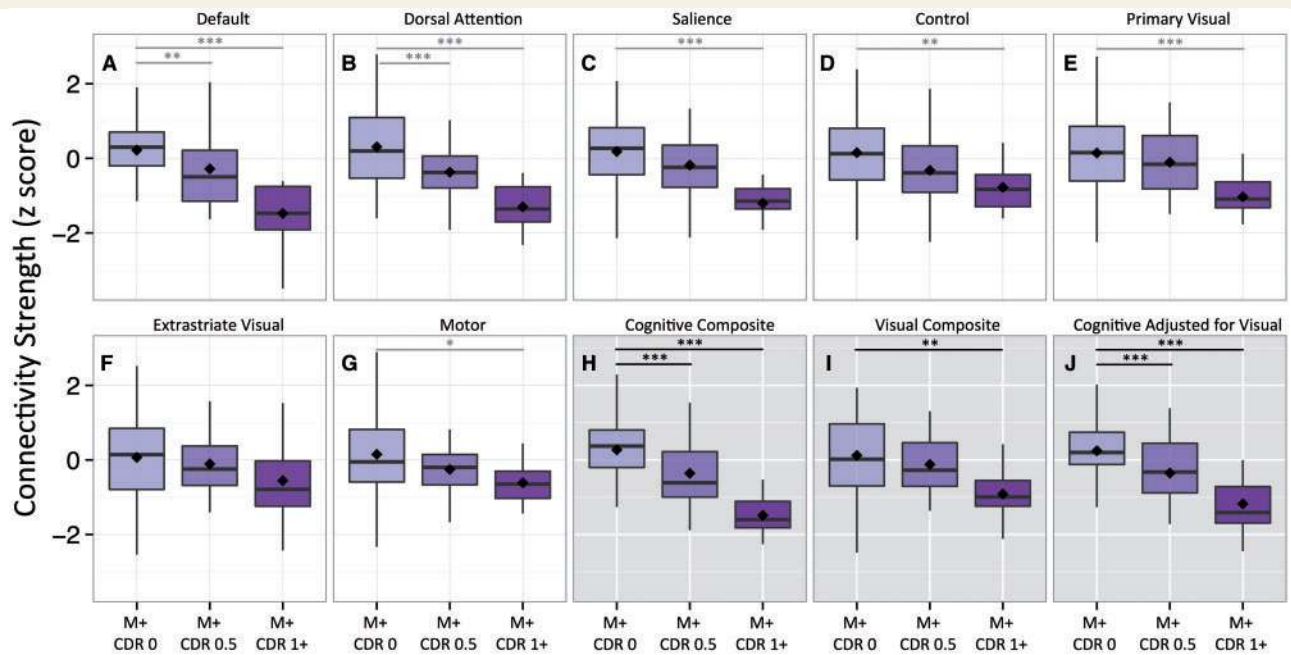 Default Dorsal Attention Salience Control Primary Visual
*** *** *** ** ***
** ***
A B C D E
2
0
−2
Connectivity Strength (z score)
Extrastriate Visual Motor Cognitive Composite Visual Composite Cognitive Adjusted for Visual
* *** ** ***
*** ***
F G H I J
2
0
−2
M+ M+ M+ M+ M+ M+ M+ M+ M+ M+ M+ M+ M+ M+ M+
CDR 0 CDR 0.5 CDR 1+ CDR 0 CDR 0.5 CDR 1+ CDR 0 CDR 0.5 CDR 1+ CDR 0 CDR 0.5 CDR 1+ CDR 0 CDR 0.5 CDR 1+